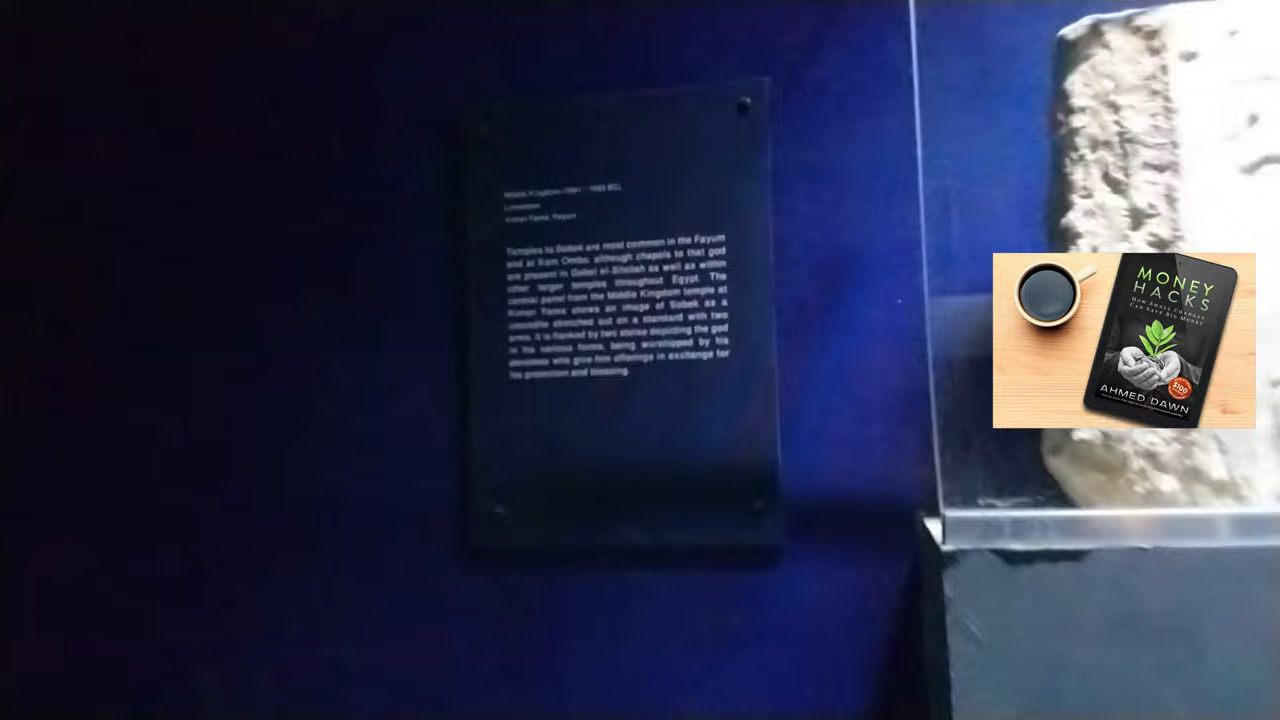 Middle Kingdom (1991 - 1650 BC)
Limestone
Kiman Farss, Fayum
Temples to Sobek are most common in the Fayum
and at Kom Ombo, although chapels to that god
are present in Gebel el-Silsilah as well as within
other larger temples throughout Egypt. The
central panel from the Middle Kingdom temple at
Kiman Farss shows an image of Sobek as a
crocodile stretched out on a standard with two
arms. It is flanked by two stelae depicting the god
in his various forms, being worshipped by his
devotees who give him offerings in exchange for
his protection and blessing.
MONEY
HACKS
HOW SMALL CHANGES
CAN SAVE BIG MONEY
$100
AHMED DAWN